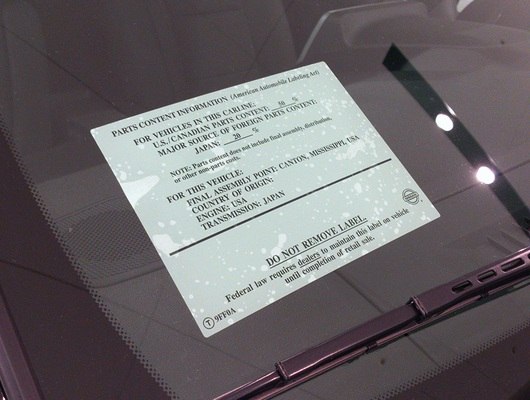 PARTS CONTENT INFORMATION (American Automobile Labeling Act)
FOR VEHICLES IN THIS CARLINE:
U.S./CANADIAN PARTS CONTENT: 50 %
MAJOR SOURCE OF FOREIGN PARTS CONTENT:
JAPAN: 20 %
NOTE: Parts content does not include final assembly, distribution,
or other non-parts costs.
FOR THIS VEHICLE:
FINAL ASSEMBLY POINT: CANTON, MISSISSIPPI, USA
COUNTRY OF ORIGIN:
ENGINE: USA
TRANSMISSION: JAPAN
DO NOT REMOVE LABEL.
Federal law requires dealers to maintain this label on vehicle
until completion of retail sale.
T 9FF0A